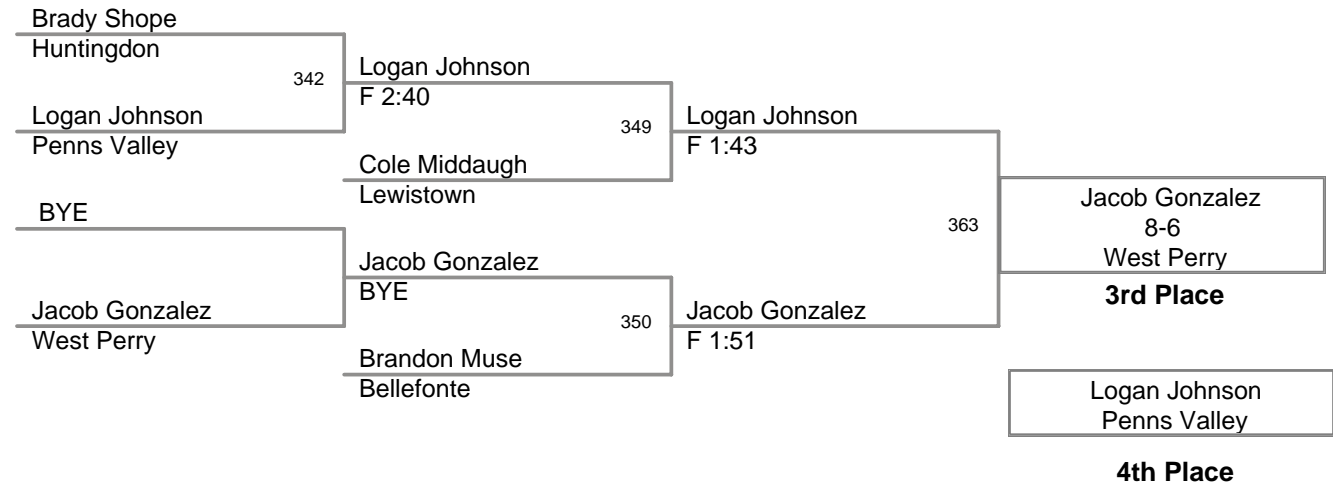 Brady Shope
Huntingdon
342
Logan Johnson
F 2:40
Logan Johnson
Penns Valley
349
Logan Johnson
F 1:43
Cole Middaugh
Lewistown
BYE
363
Jacob Gonzalez
8-6
West Perry
3rd Place
Jacob Gonzalez
BYE
Jacob Gonzalez
West Perry
350
Jacob Gonzalez
F 1:51
Brandon Muse
Bellefonte
Logan Johnson
Penns Valley
4th Place